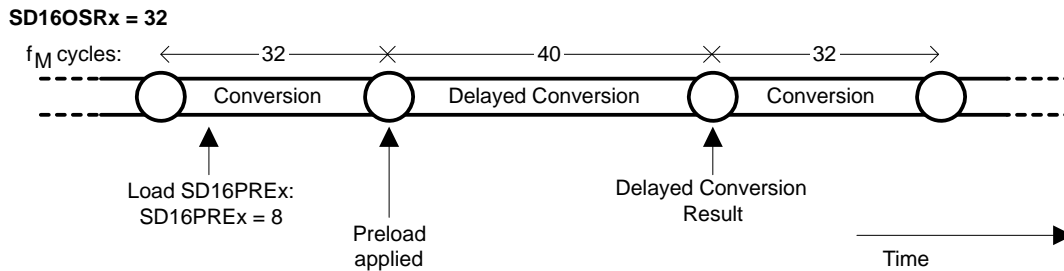 SD16OSRx = 32
f M cycles: 32 40 32
Conversion Delayed Conversion Conversion
Load SD16PREx:
SD16PREx = 8
Preload
applied
Delayed Conversion
Result
Time